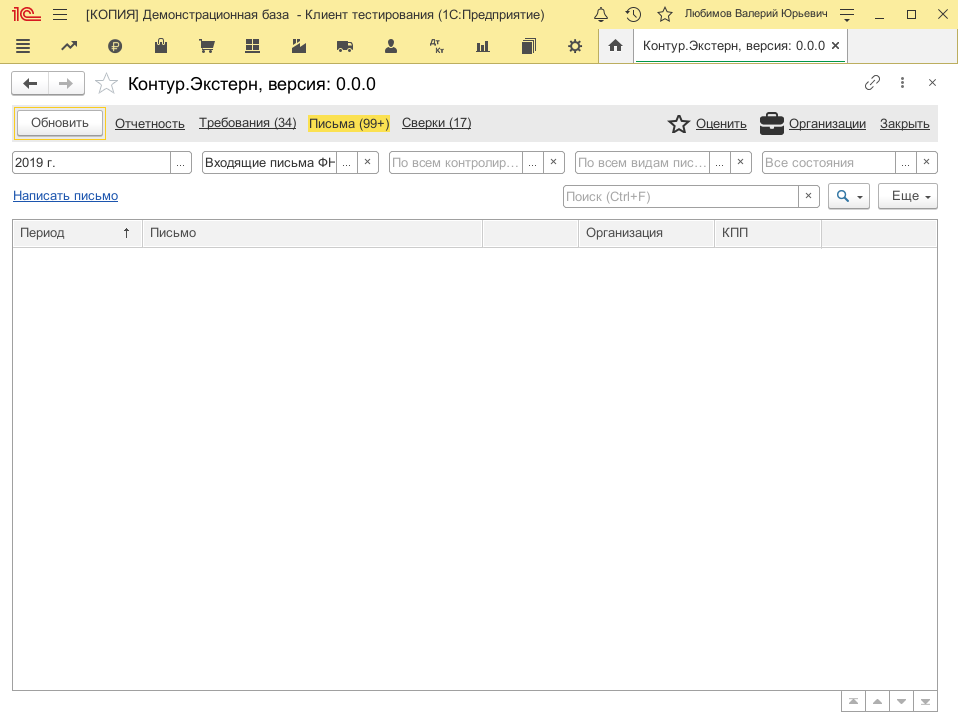 [КОПИЯ] Демонстрационная база - Клиент тестирования (1С:Предприятие) Любимов Валерий Юрьевич
Дт Кт
Контур.Экстерн, версия: 0.0.0 ×
Контур.Экстерн, версия: 0.0.0
Обновить Отчетность Требования (34) Письма (99+) Сверки (17) Оценить Организации Закрыть
2019 г. ... Входящие письма ФН ... × По всем контролир... ... × По всем видам пис... ... × Все состояния ... ×
Написать письмо Поиск (Ctrl+F) × Еще
Период ↑ Письмо Организация КПП